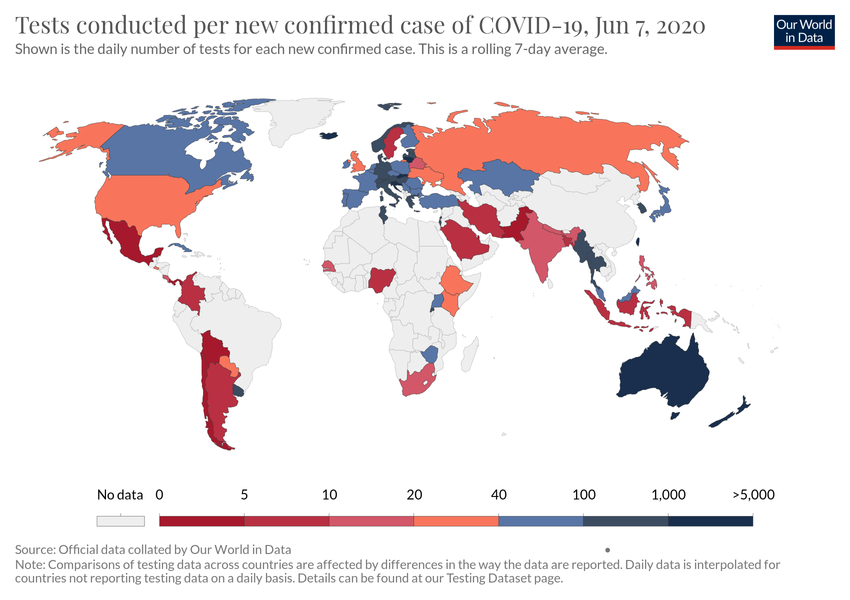 Tests conducted per new confirmed case of COVID-19, Jun 7, 2020
Shown is the daily number of tests for each new confirmed case. This is a rolling 7-day average.
Our World
in Data
No data 0 5 10 20 40 100 1,000 >5,000
Source: Official data collated by Our World in Data
Note: Comparisons of testing data across countries are affected by differences in the way the data are reported. Daily data is interpolated for
countries not reporting testing data on a daily basis. Details can be found at our Testing Dataset page.